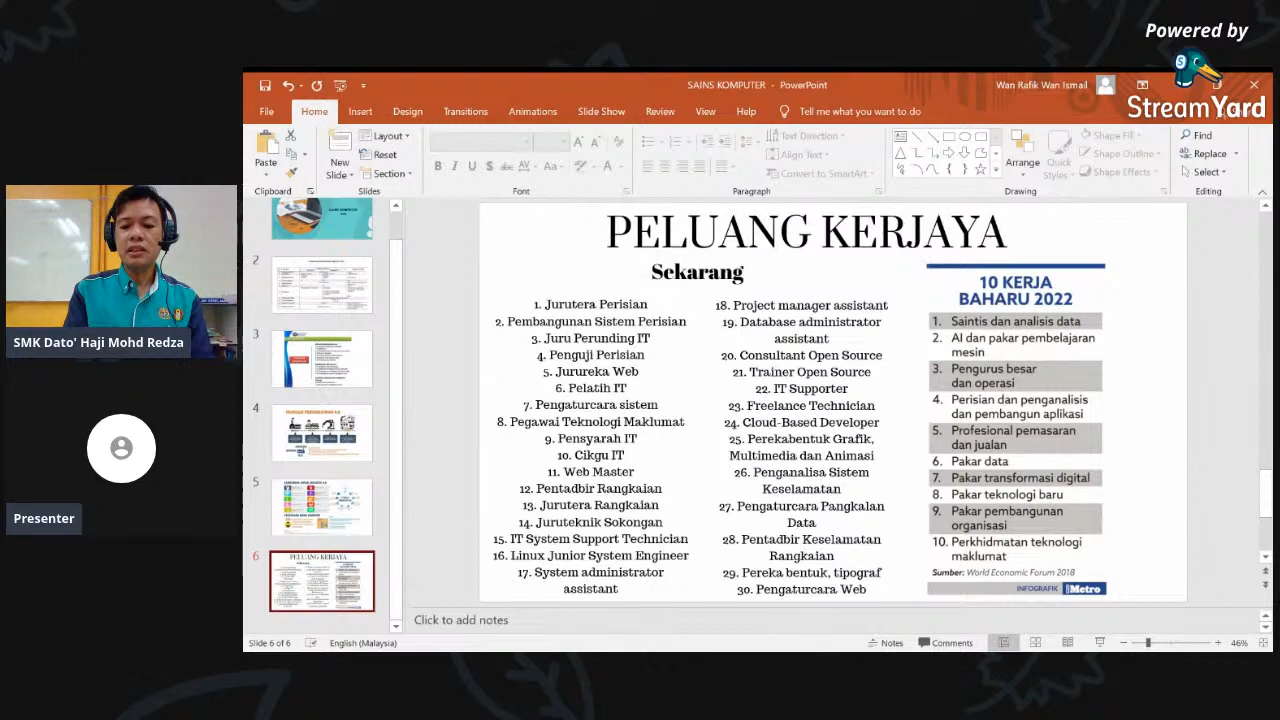 Powered by
StreamYard
SAINS KOMPUTER - PowerPoint
Wan Rafik Wan Ismail
File
Home
Insert
Design
Transitions
Animations
Slide Show
Review
View
Help
Tell me what you want to do
Paste
Clipboard
New
Slide
Layout
Reset
Section
Slides
Font
Text Direction
Align Text
Convert to SmartArt
Paragraph
Arrange
Quick
Styles
Shape Fill
Shape Outline
Shape Effects
Drawing
Find
Replace
Select
Editing
SMK Dato' Haji Mohd Redza
Presenter
2
3
4
5
6
PELUANG KERJAYA
Sekarang
1. Jurutera Perisian
2. Pembangunan Sistem Perisian
3. Juru Perunding IT
4. Penguji Perisian
5. Jurureka Web
6. Pelatih IT
7. Pengaturcara sistem
8. Pegawai Teknologi Maklumat
9. Pensyarah IT
10. Cikgu IT
11. Web Master
12. Pentadbir Rangkaian
13. Jurutera Rangkaian
14. Juruteknik Sokongan
15. IT System Support Technician
16. Linux Junior System Engineer
17. System administrator
assistant
18. Project manager assistant
19. Database administrator
assistant
20. Consultant Open Source
21. Trainer Open Source
22. IT Supporter
23. Freelance Technician
24. Cloud-Based Developer
25. Perekabentuk Grafik,
Multimedia dan Animasi
26. Penganalisa Sistem
Keselamatan
27. Pengaturcara Pangkalan
Data
28. Pentadbir Keselamatan
Rangkaian
tipograf
Pengaturcara Web
10 KERJA
BAHARU 2022
1. Saintis dan analisis data
2. AI dan pakar pembelajaran
mesin
3. Pengurus besar
dan operasi
4. Perisian dan penganalisis
dan pembangun aplikasi
5. Profesional pemasaran
dan jualan
6. Pakar data
7. Pakar transformasi digital
8. Pakar teknologi baru
9. Pakar pembangunan
organisasi
10. Perkhidmatan teknologi
maklumat
Sumber: World Economic Forum 2018
INFOGRAFIK Metro
Click to add notes
Slide 6 of 6
English (Malaysia)
Notes
Comments
46%